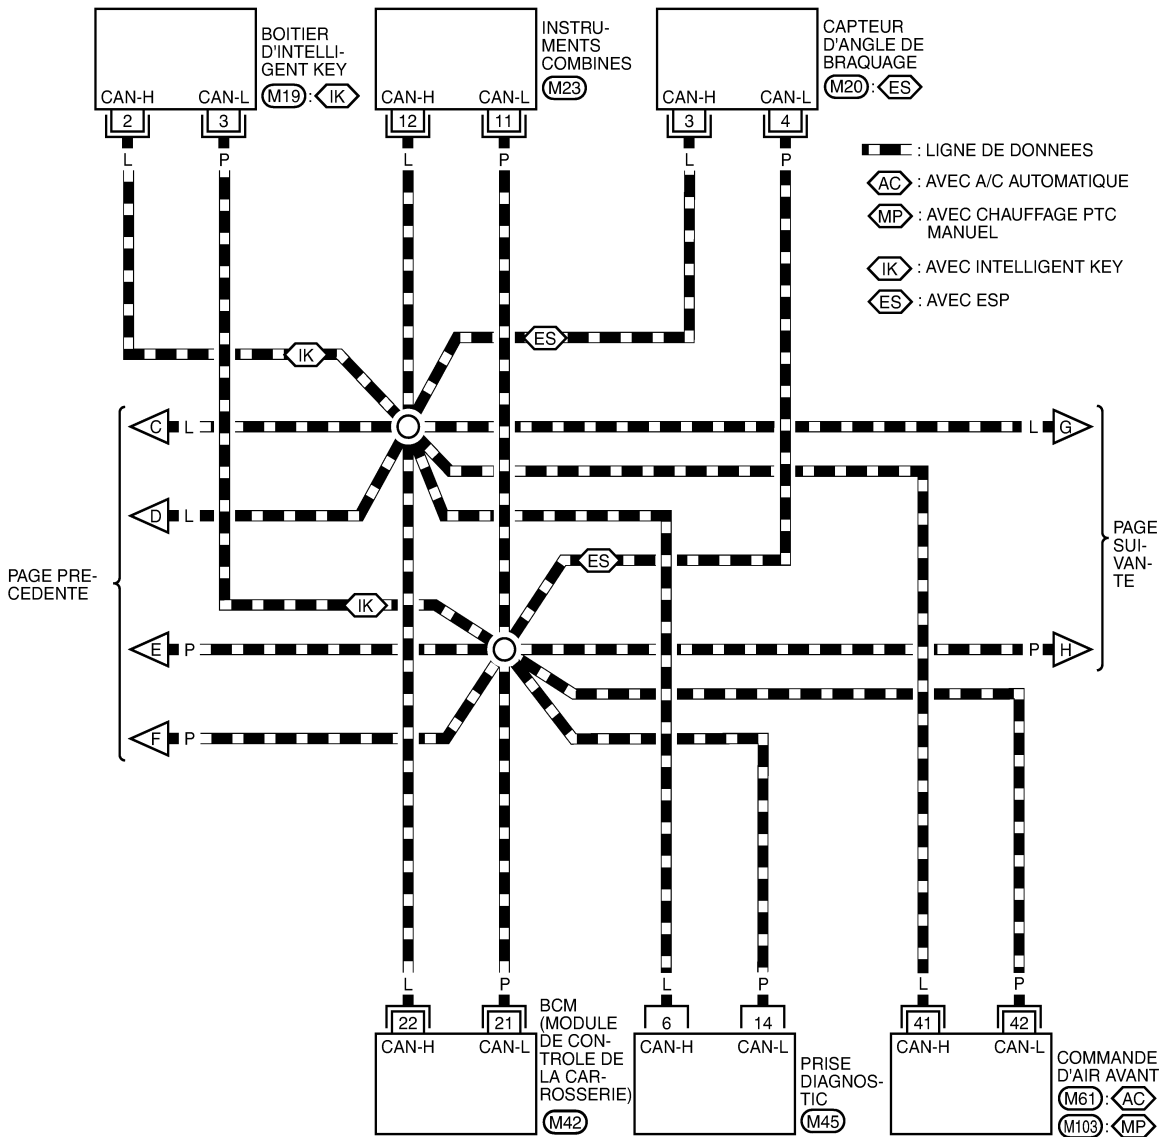 BOITIER
D'INTELLI-
GENT KEY
M19 : IK
CAN-H CAN-L
2 3
L P
INSTRU-
MENTS
COMBINES
M23
CAN-H CAN-L
12 11
L P
CAPTEUR
D'ANGLE DE
BRAQUAGE
M20 : ES
CAN-H CAN-L
3 4
L P
: LIGNE DE DONNEES
AC : AVEC A/C AUTOMATIQUE
MP : AVEC CHAUFFAGE PTC
MANUEL
IK : AVEC INTELLIGENT KEY
ES : AVEC ESP
ES
IK
C L
L G
D L
PAGE PRE-
CEDENTE
PAGE
SUI-
VAN-
TE
ES
IK
E P
P H
F P
L P
22 21
CAN-H CAN-L
BCM
(MODULE
DE CON-
TROLE DE
LA CAR-
ROSSERIE)
M42
L P
6 14
CAN-H CAN-L
PRISE
DIAGNOS-
TIC
M45
L P
41 42
CAN-H CAN-L
COMMANDE
D'AIR AVANT
M61 : AC
M103 : MP